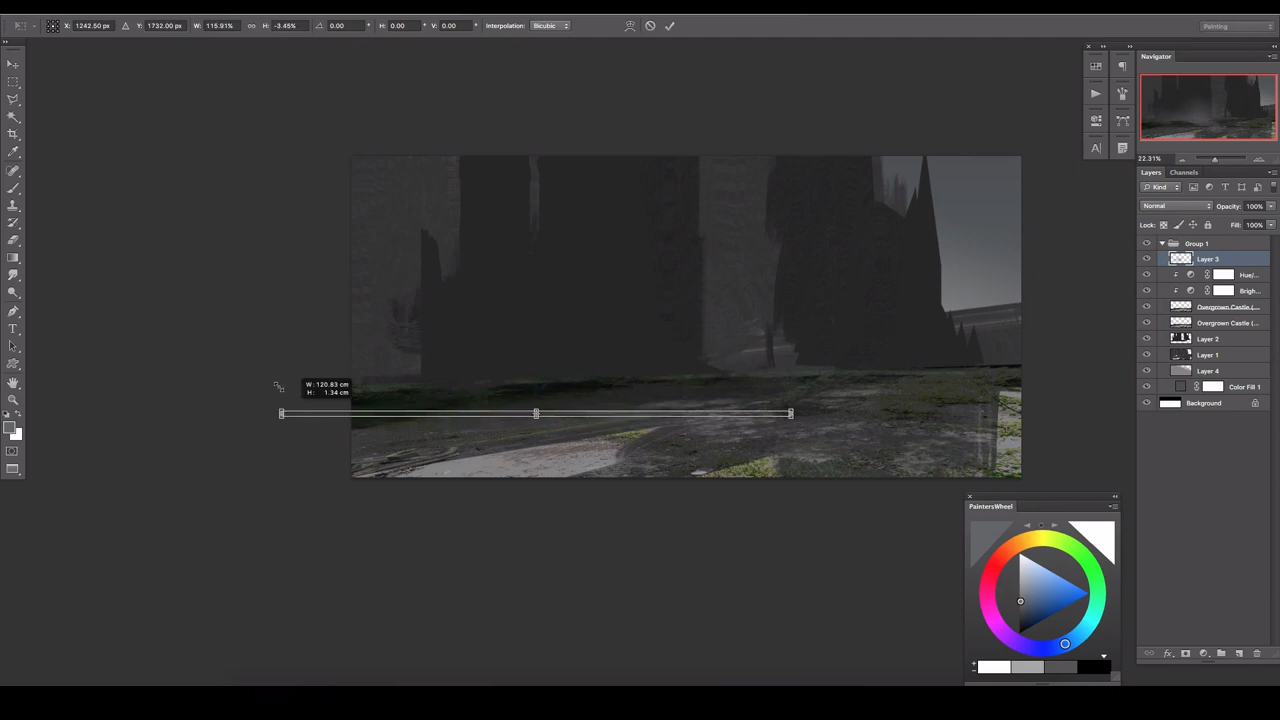 X: 1242.50 px Y: 1732.00 px W: 115.91% H: -3.45% 0.00 ° H: 0.00 ° V: 0.00 ° Interpolation: Bicubic Painting
Navigator
22.31%
Layers Channels
Kind
Normal Opacity: 100%
Lock: Fill: 100%
Group 1
Layer 3
Hue/...
Brigh...
Overgrown Castle (...
Overgrown Castle (...
Layer 2
Layer 1
Layer 4
Color Fill 1
Background
W: 120.83 cm
H: 1.34 cm
PaintersWheel